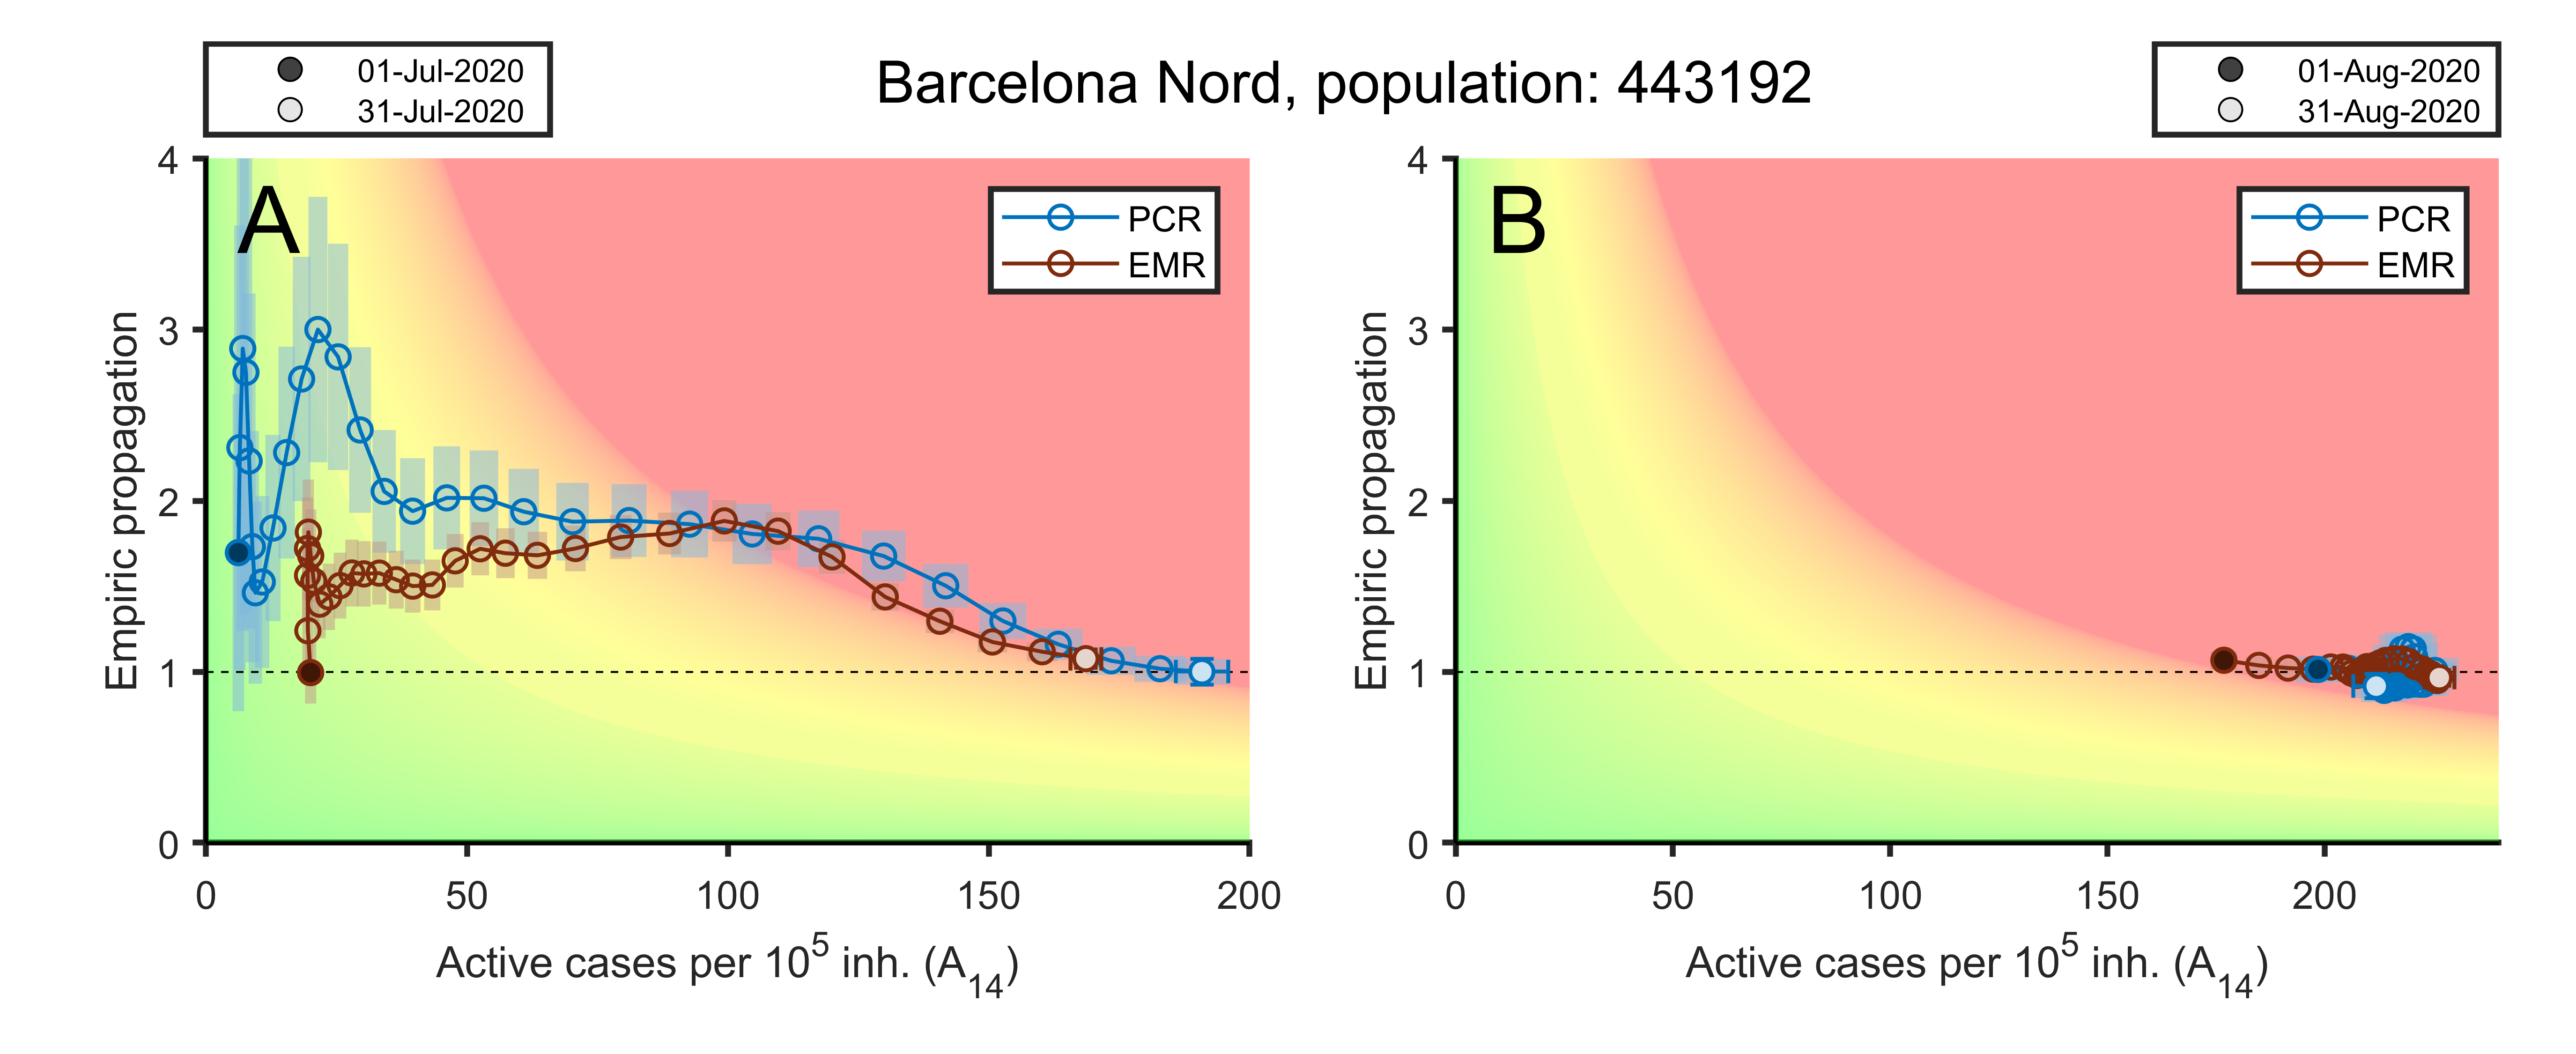 01-Jul-2020
31-Jul-2020
Barcelona Nord, population: 443192
01-Aug-2020
31-Aug-2020
A
PCR
EMR
4
3
2
1
0
Empiric propagation
0 50 100 150 200
Active cases per 10^5 inh. (A_14)
B
PCR
EMR
4
3
2
1
0
Empiric propagation
0 50 100 150 200
Active cases per 10^5 inh. (A_14)